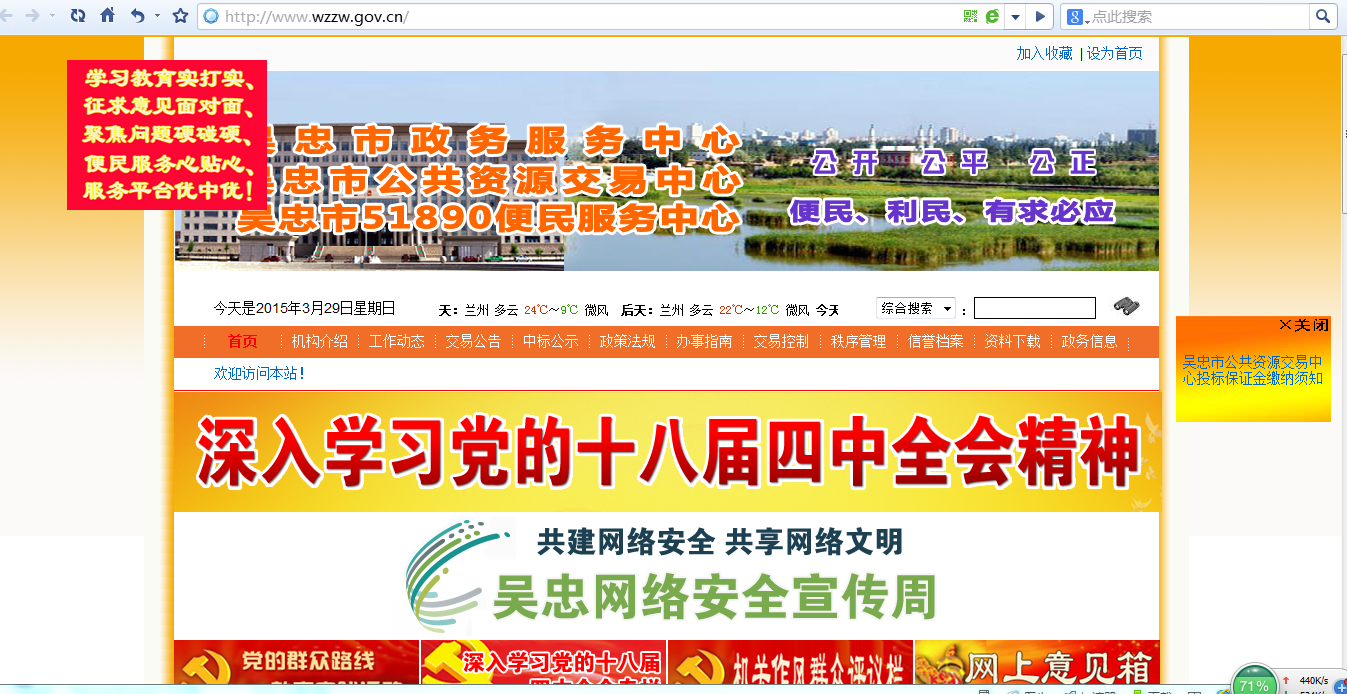 http://www.wzzw.gov.cn/
点此搜索
加入收藏 | 设为首页
学习教育实打实、
征求意见面对面、
聚焦问题硬碰硬、
便民服务心贴心、
服务平台优中优!
忠市政务服务中心
忠市公共资源交易中心
吴忠市51890便民服务中心
公开 公平 公正
便民、利民、有求必应
今天是2015年3月29日星期日 天: 兰州 多云 24℃～9℃ 微风 后天: 兰州 多云 22℃～12℃ 微风 今天
综合搜索 :
首页 机构介绍 工作动态 交易公告 中标公示 政策法规 办事指南 交易控制 秩序管理 信誉档案 资料下载 政务信息
×关闭
吴忠市公共资源交易中
心投标保证金缴纳须知
欢迎访问本站！
深入学习党的十八届四中全会精神
共建网络安全 共享网络文明
吴忠网络安全宣传周
党的群众路线
深入学习党的十八届
机关作风群众评议栏
网上意见箱
71%
440K/s